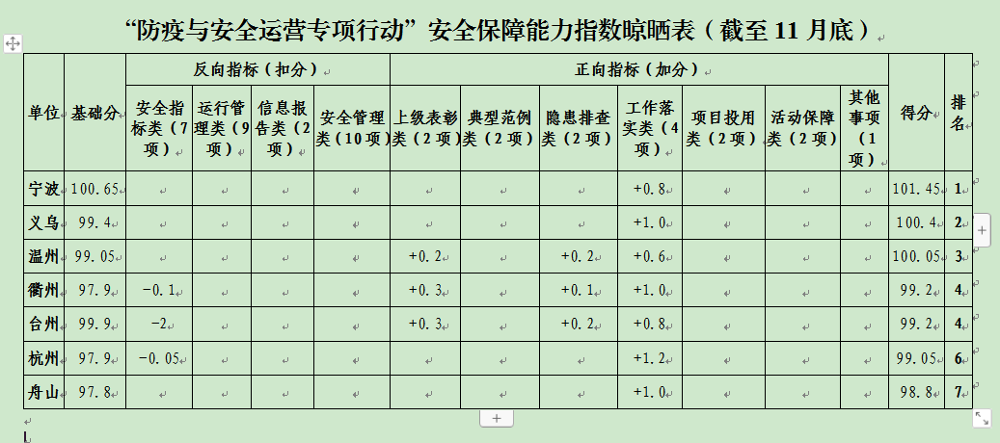 “防疫与安全运营专项行动”安全保障能力指数晾晒表（截至 11 月底）
单位 基础分 反向指标（扣分） 正向指标（加分） 得分 排名
安全指标类（7项） 运行管理类（9项） 信息报告类（2项） 安全管理类（10 项） 上级表彰类（2 项） 典型范例类（2 项） 隐患排查类（2 项） 工作落实类（4项） 项目投用类（2 项） 活动保障类（2 项） 其他事项（1项）
宁波 100.65 +0.8 101.45 1
义乌 99.4 +1.0 100.4 2
温州 99.05 +0.2 +0.2 +0.6 100.05 3
衢州 97.9 -0.1 +0.3 +0.1 +1.0 99.2 4
台州 99.9 -2 +0.3 +0.2 +0.8 99.2 4
杭州 97.9 -0.05 +1.2 99.05 6
舟山 97.8 +1.0 98.8 7